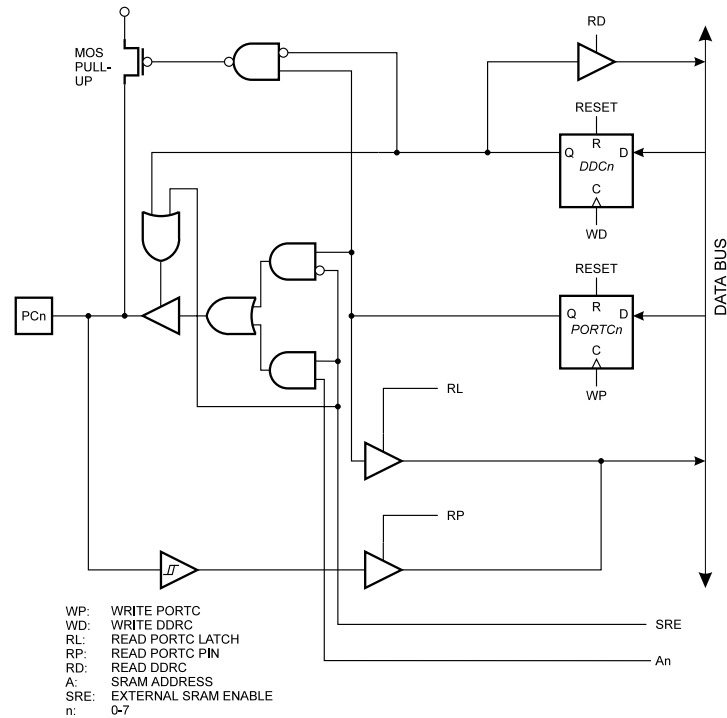 RD
MOS
PULL-
UP
RESET
R
Q
D
DDCn
C
WD
DATA BUS
RESET
R
PCn
Q
D
PORTCn
C
WP
RL
RP
WP: WRITE PORTC
WD: WRITE DDRC
RL: READ PORTC LATCH
RP: READ PORTC PIN
RD: READ DDRC
A: SRAM ADDRESS
SRE: EXTERNAL SRAM ENABLE
n: 0-7
SRE
An